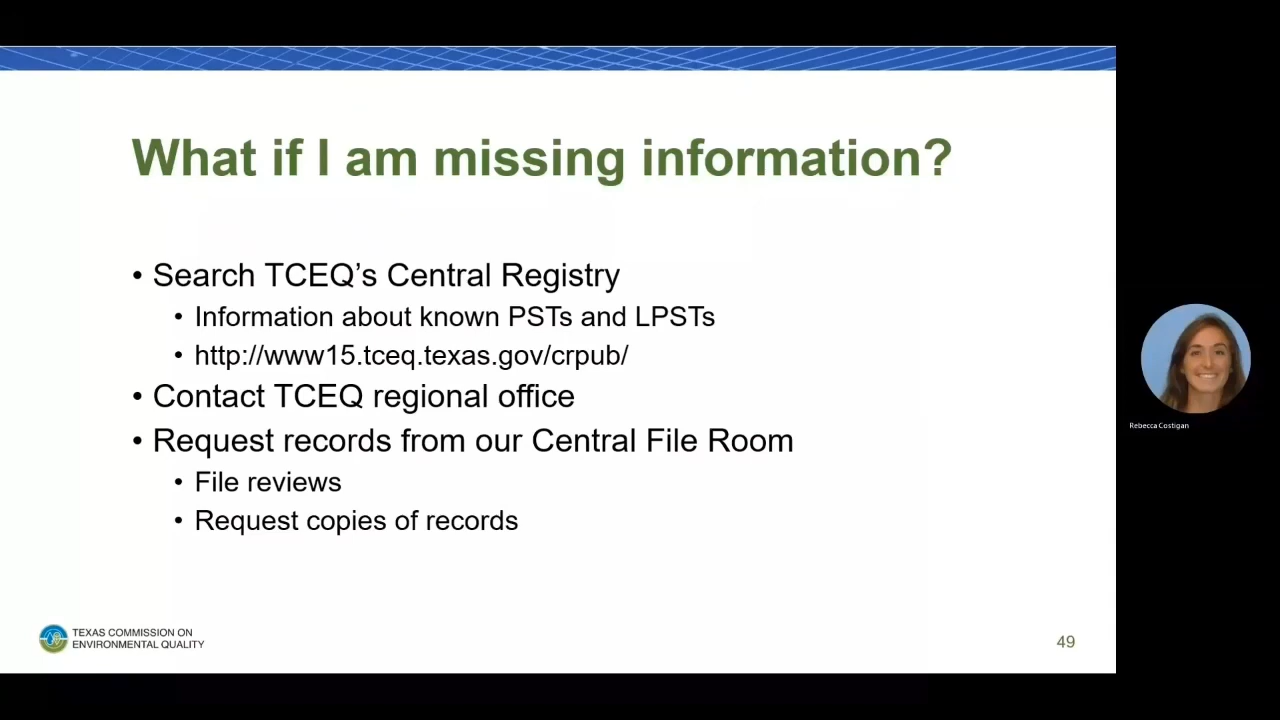 What if I am missing information?
• Search TCEQ’s Central Registry
• Information about known PSTs and LPSTs
• http://www15.tceq.texas.gov/crpub/
• Contact TCEQ regional office
• Request records from our Central File Room
• File reviews
• Request copies of records
TEXAS COMMISSION ON
ENVIRONMENTAL QUALITY
49
Rebecca Costigan